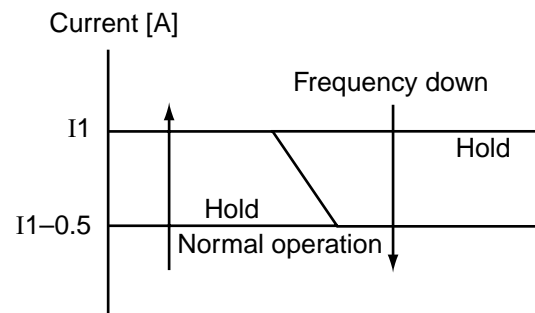 Current [A]
Frequency down
I1
Hold
Hold
I1–0.5
Normal operation